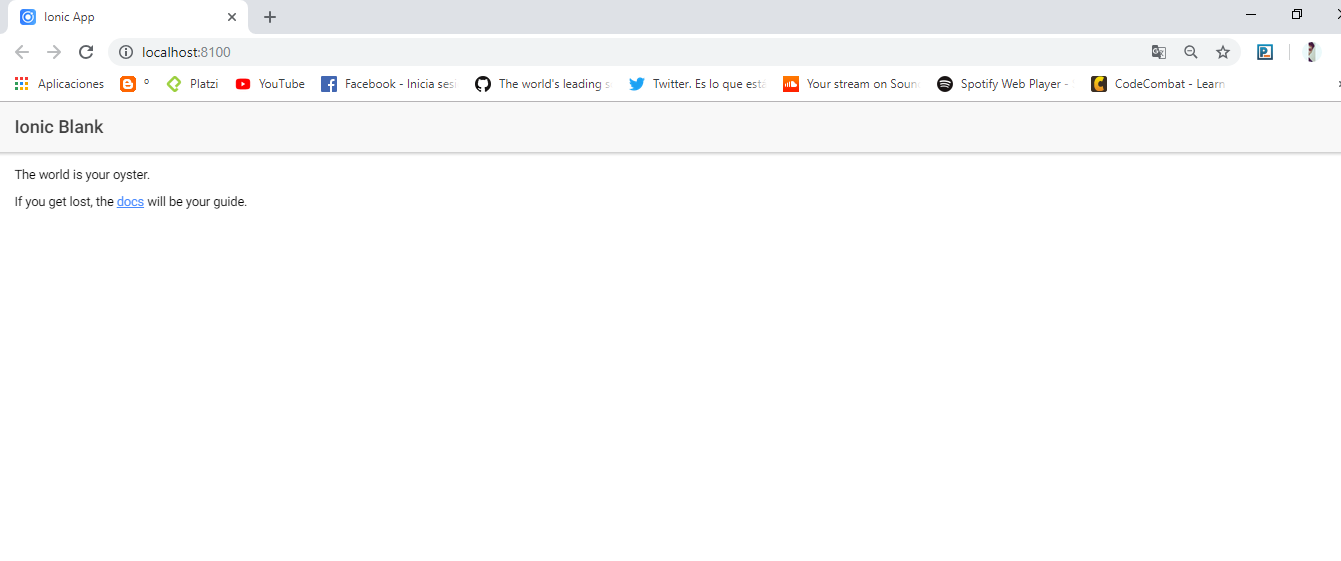 Ionic App
localhost:8100
Aplicaciones º Platzi YouTube Facebook - Inicia sesi The world's leading s Twitter. Es lo que esta Your stream on Soun Spotify Web Player - CodeCombat - Learn
Ionic Blank
The world is your oyster.
If you get lost, the docs will be your guide.